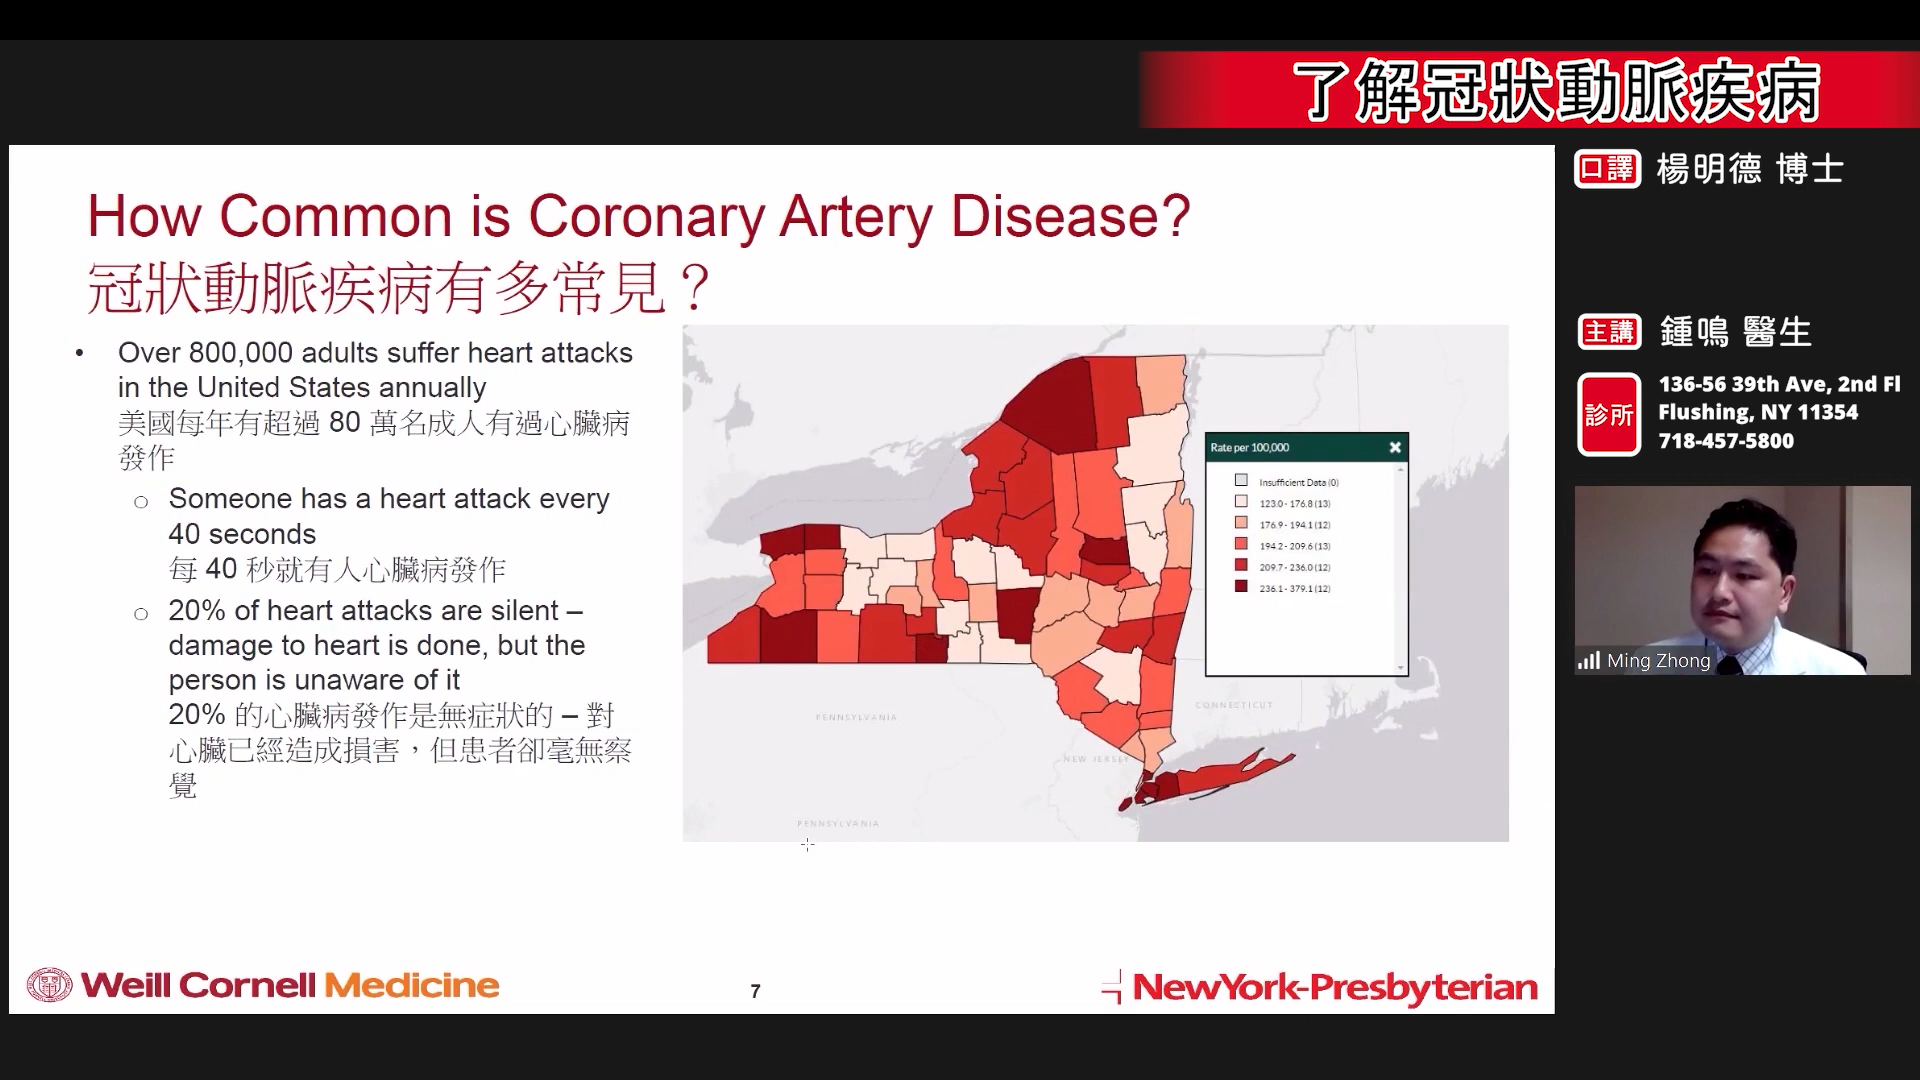 了解冠狀動脈疾病
口譯 楊明德 博士
主講 鍾鳴 醫生
診所
136-56 39th Ave, 2nd Fl
Flushing, NY 11354
718-457-5800
Ming Zhong
How Common is Coronary Artery Disease?
冠狀動脈疾病有多常見？
• Over 800,000 adults suffer heart attacks
in the United States annually
美國每年有超過 80 萬名成人有過心臟病
發作
○ Someone has a heart attack every
40 seconds
每 40 秒就有人心臟病發作
○ 20% of heart attacks are silent –
damage to heart is done, but the
person is unaware of it
20% 的心臟病發作是無症狀的 – 對
心臟已經造成損害，但患者卻毫無察
覺
Rate per 100,000
Insufficient Data (0)
123.0 - 176.8 (13)
176.9 - 194.1 (12)
194.2 - 209.6 (13)
209.7 - 236.0 (12)
236.1 - 379.1 (12)
PENNSYLVANIA
CONNECTICUT
NEW JERSEY
PENNSYLVANIA
Weill Cornell Medicine
7
NewYork-Presbyterian